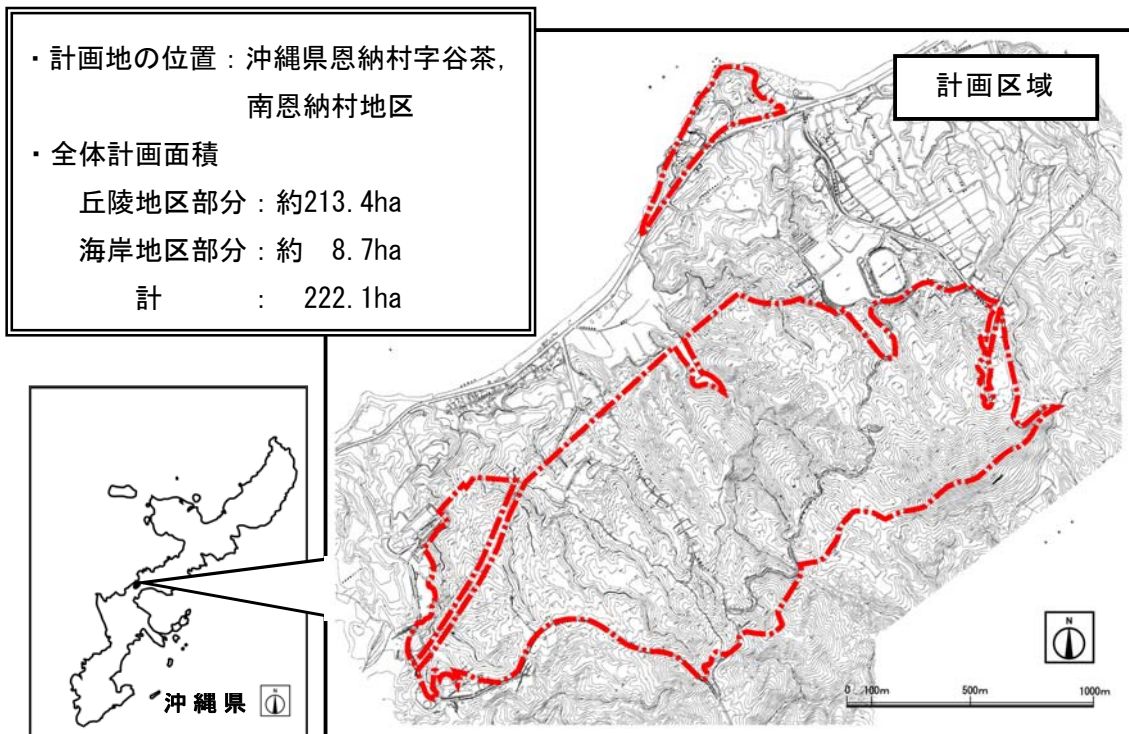 ・計画地の位置：沖縄県恩納村字谷茶，
南恩納村地区
・全体計画面積
丘陵地区部分：約213.4ha
海岸地区部分：約 8.7ha
計 ： 222.1ha
計画区域
沖縄県
N
N
0 100m 500m 1000m